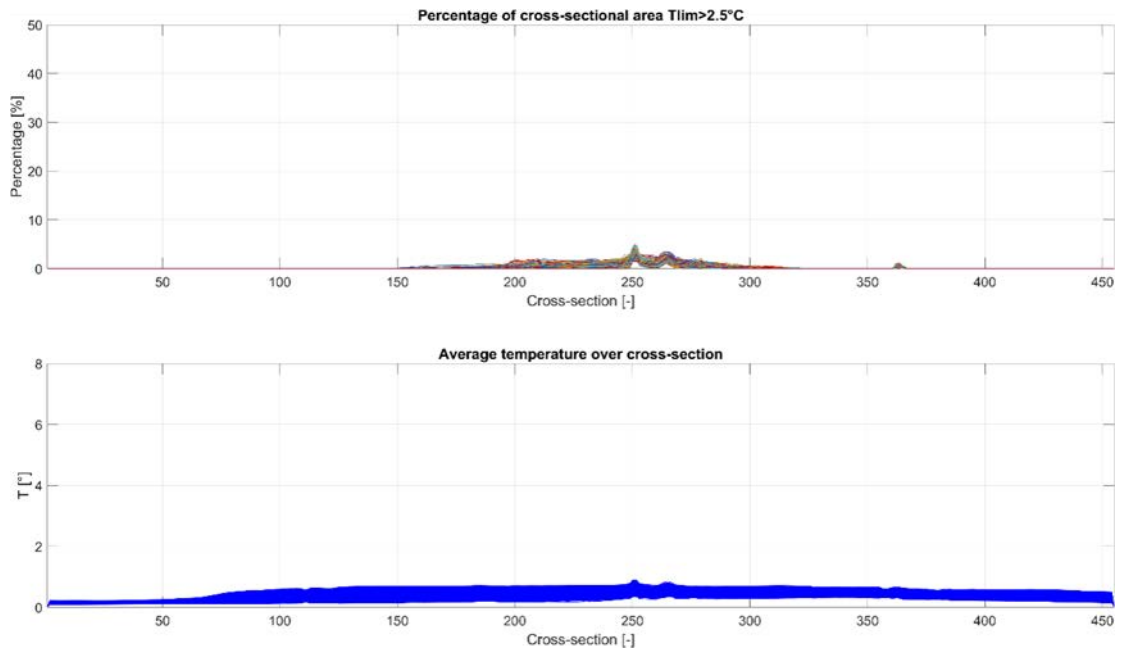 Percentage of cross-sectional area Tlim>2.5°C
Percentage [%]
50
40
30
20
10
0
50 100 150 200 250 300 350 400 450
Cross-section [-]
Average temperature over cross-section
T [°]
8
6
4
2
0
50 100 150 200 250 300 350 400 450
Cross-section [-]